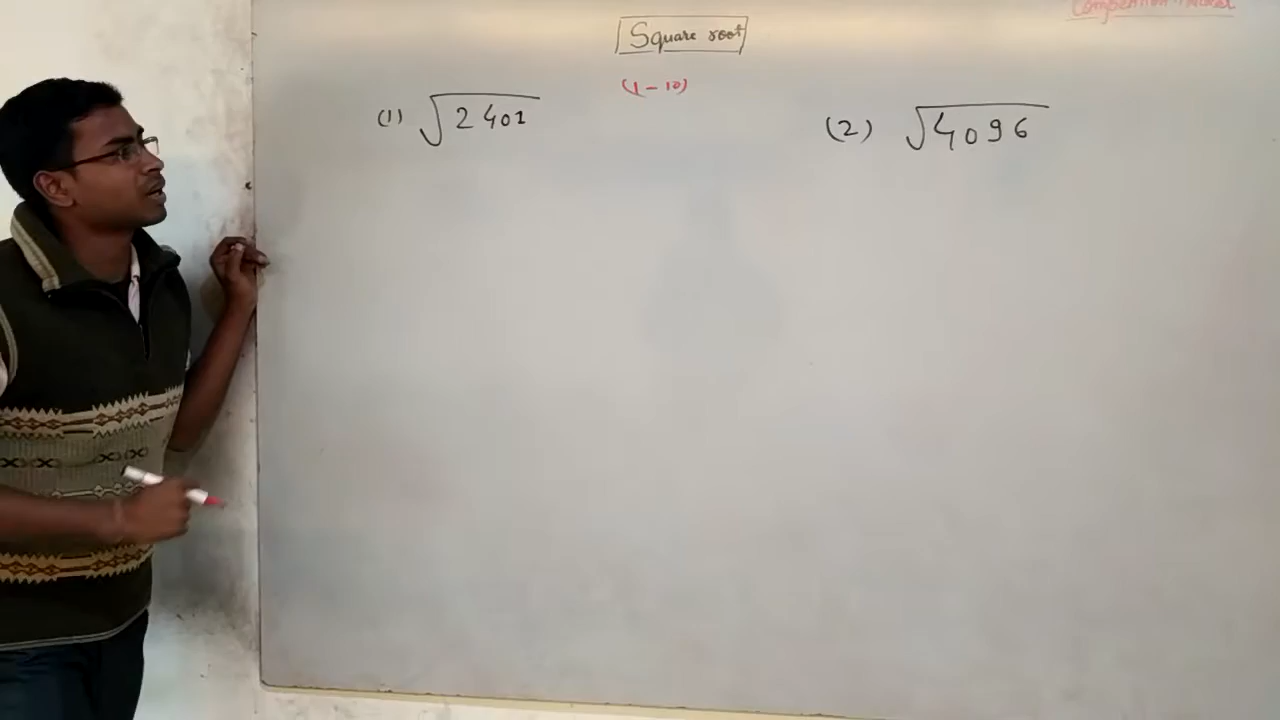 Square root
(1-10)
(1) √2401
(2) √4096